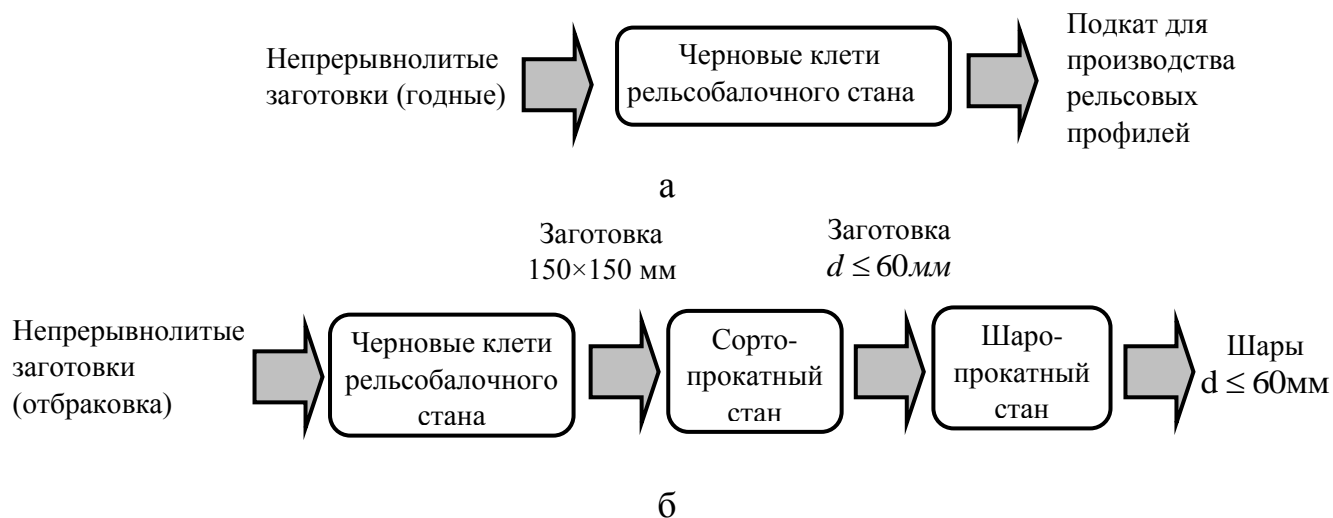 Непрерывнолитые
заготовки (годные)
Черновые клети
рельсобалочного стана
Подкат для
производства
рельсовых
профилей
а
Заготовка
150×150 мм
Заготовка
d ≤ 60мм
Непрерывнолитые
заготовки
(отбраковка)
Черновые клети
рельсобалочного
стана
Сорто-
прокатный
стан
Шаро-
прокатный
стан
Шары
d ≤ 60мм
б